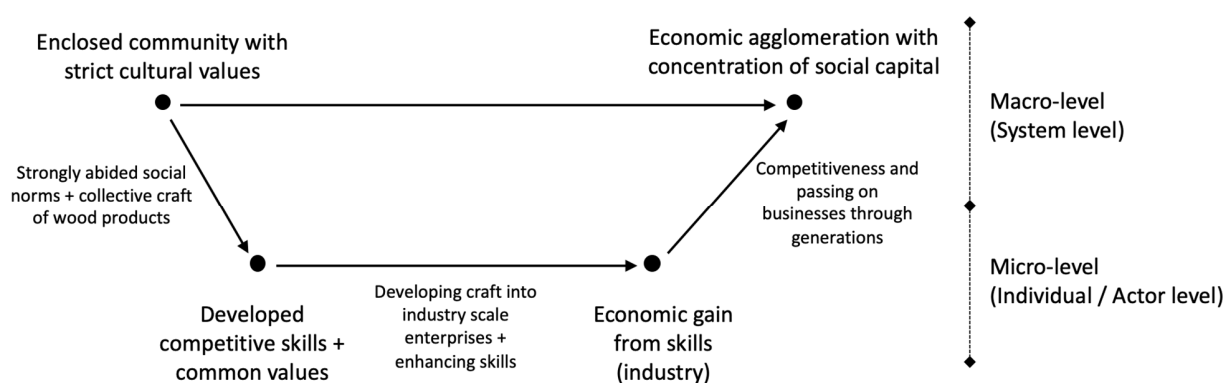 Enclosed community with
strict cultural values
Economic agglomeration with
concentration of social capital
Macro-level
(System level)
Strongly abided social
norms + collective craft
of wood products
Competitiveness and
passing on
businesses through
generations
Developed
competitive skills +
common values
Developing craft into
industry scale
enterprises +
enhancing skills
Economic gain
from skills
(industry)
Micro-level
(Individual / Actor level)